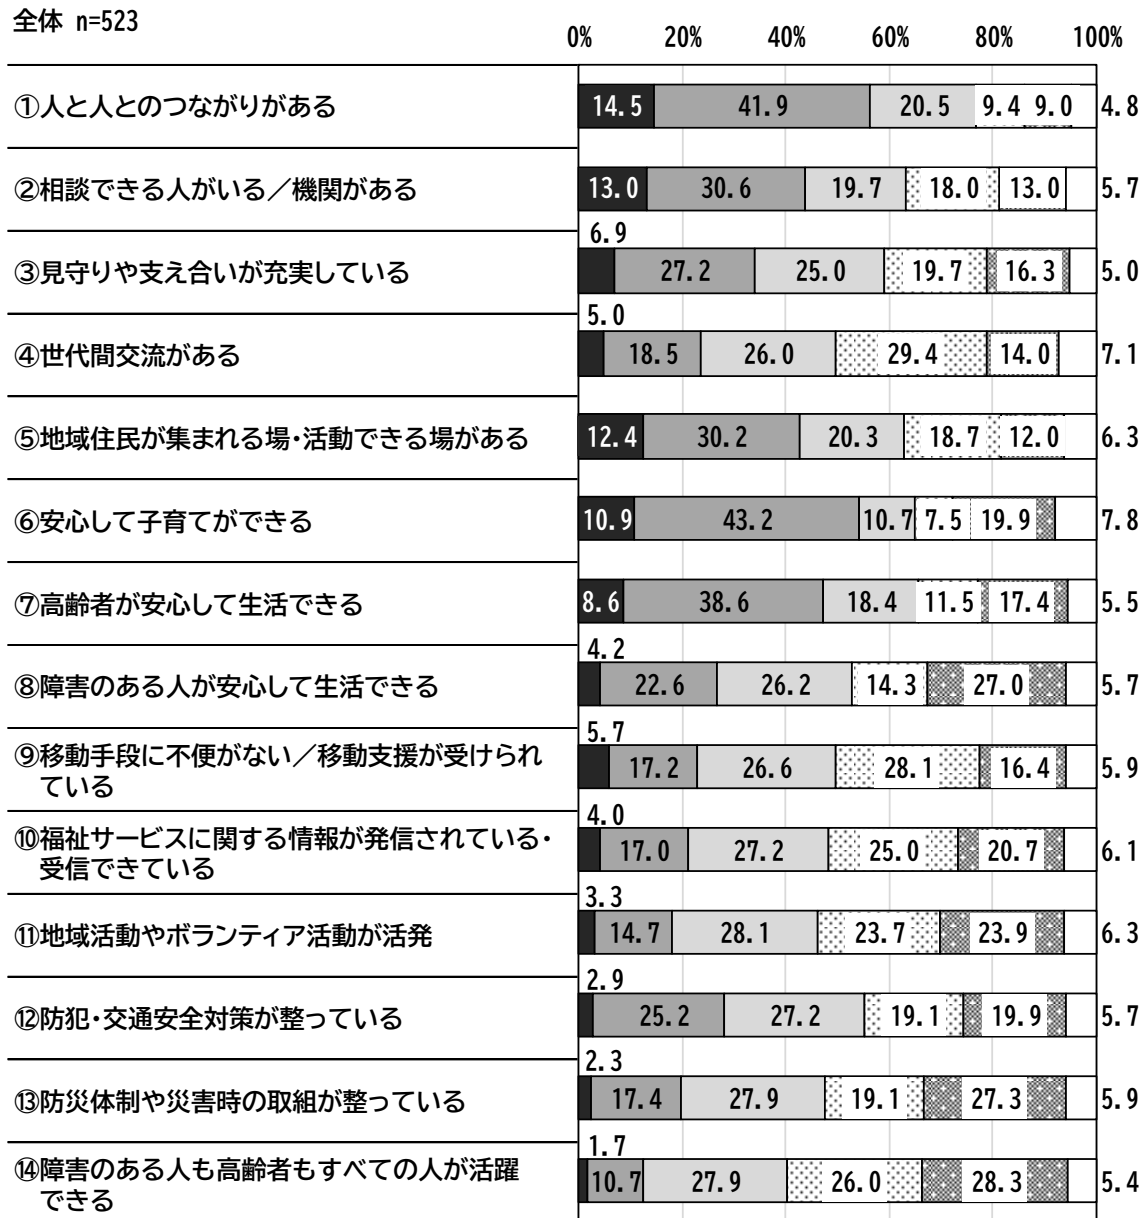 全体 n=523
0% 20% 40% 60% 80% 100%
①人と人とのつながりがある 14.5 41.9 20.5 9.4 9.0 4.8
②相談できる人がいる／機関がある 13.0 30.6 19.7 18.0 13.0 5.7
6.9
③見守りや支え合いが充実している 27.2 25.0 19.7 16.3 5.0
5.0
④世代間交流がある 18.5 26.0 29.4 14.0 7.1
⑤地域住民が集まれる場・活動できる場がある 12.4 30.2 20.3 18.7 12.0 6.3
⑥安心して子育てができる 10.9 43.2 10.7 7.5 19.9 7.8
⑦高齢者が安心して生活できる 8.6 38.6 18.4 11.5 17.4 5.5
4.2
⑧障害のある人が安心して生活できる 22.6 26.2 14.3 27.0 5.7
5.7
⑨移動手段に不便がない／移動支援が受けられ
ている 17.2 26.6 28.1 16.4 5.9
4.0
⑩福祉サービスに関する情報が発信されている・
受信できている 17.0 27.2 25.0 20.7 6.1
3.3
⑪地域活動やボランティア活動が活発 14.7 28.1 23.7 23.9 6.3
2.9
⑫防犯・交通安全対策が整っている 25.2 27.2 19.1 19.9 5.7
2.3
⑬防災体制や災害時の取組が整っている 17.4 27.9 19.1 27.3 5.9
1.7
⑭障害のある人も高齢者もすべての人が活躍
できる 10.7 27.9 26.0 28.3 5.4